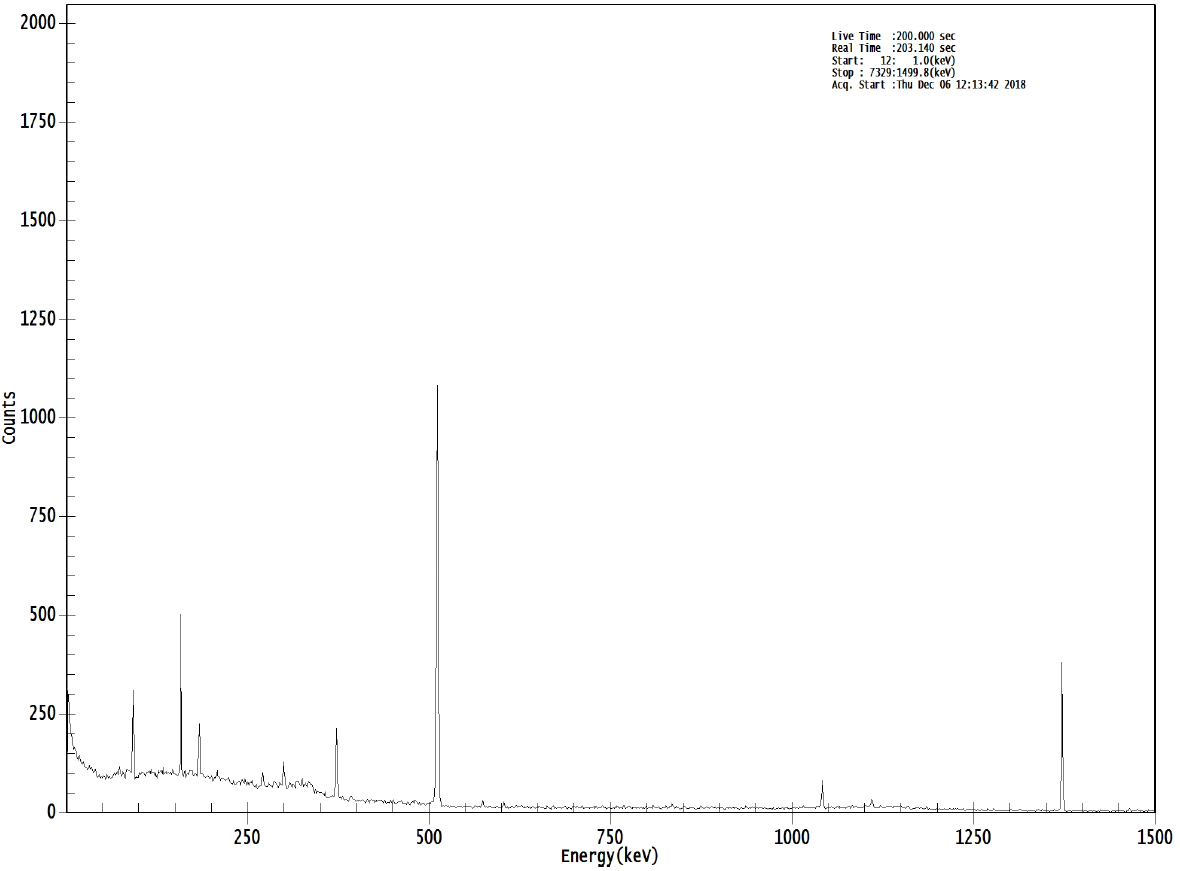 2000
1750
1500
1250
1000
750
500
250
0
Counts
Live Time  :200.000 sec
Real Time  :203.140 sec
Start:   12:   1.0(keV)
Stop : 7329:1499.8(keV)
Acq. Start :Thu Dec 06 12:13:42 2018
250 500 750 1000 1250 1500
Energy(keV)